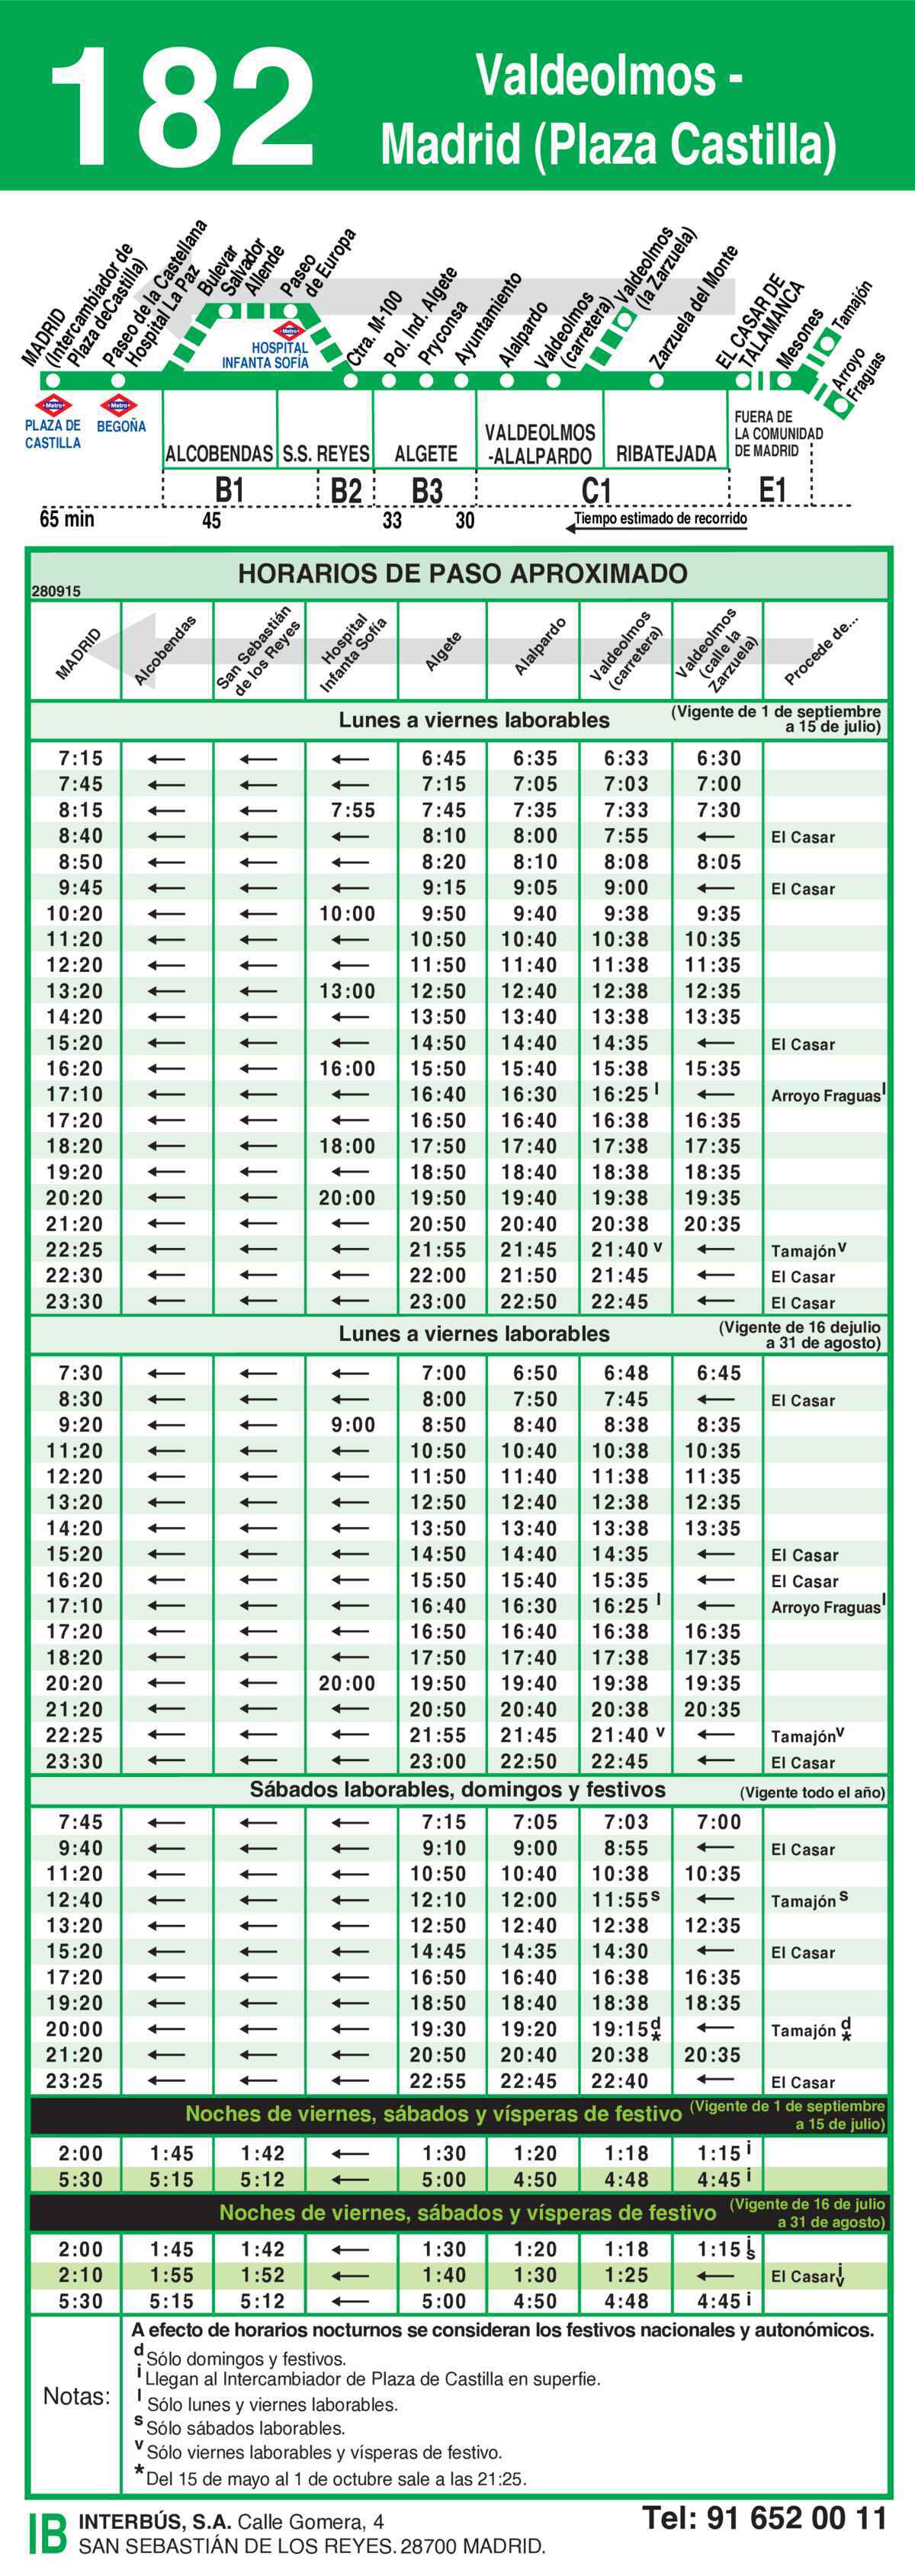 182
Valdeolmos -
Madrid (Plaza Castilla)
MADRID
(Intercambiador de
Plaza deCastilla)
Paseo de la Castellana
Hospital La Paz
Bulevar
Salvador
Allende
Paseo
de Europa
Ctra. M-100
Pol. Ind. Algete
Pryconsa
Ayuntamiento
Alalpardo
Valdeolmos
(carretera)
Valdeolmos
(la Zarzuela)
Zarzuela del Monte
EL CASAR DE
TALAMANCA
Mesones
Tamajón
Arroyo
Fraguas
Metro
HOSPITAL
INFANTA SOFÍA
Metro
PLAZA DE
CASTILLA
Metro
BEGOÑA
ALCOBENDAS
S.S. REYES
ALGETE
VALDEOLMOS
-ALALPARDO
RIBATEJADA
FUERA DE
LA COMUNIDAD
DE MADRID
B1 B2 B3 C1 E1
65 min 45 33 30 Tiempo estimado de recorrido
HORARIOS DE PASO APROXIMADO
280915
MADRID
Alcobendas
San Sebastián
de los Reyes
Hospital
Infanta Sofía
Algete
Alalpardo
Valdeolmos
(carretera)
Valdeolmos
(calle la
Zarzuela)
Procede de...
Lunes a viernes laborables (Vigente de 1 de septiembre
a 15 de julio)
7:15 ← ← ← 6:45 6:35 6:33 6:30
7:45 ← ← ← 7:15 7:05 7:03 7:00
8:15 ← ← 7:55 7:45 7:35 7:33 7:30
8:40 ← ← ← 8:10 8:00 7:55 ← El Casar
8:50 ← ← ← 8:20 8:10 8:08 8:05
9:45 ← ← ← 9:15 9:05 9:00 ← El Casar
10:20 ← ← 10:00 9:50 9:40 9:38 9:35
11:20 ← ← ← 10:50 10:40 10:38 10:35
12:20 ← ← ← 11:50 11:40 11:38 11:35
13:20 ← ← 13:00 12:50 12:40 12:38 12:35
14:20 ← ← ← 13:50 13:40 13:38 13:35
15:20 ← ← ← 14:50 14:40 14:35 ← El Casar
16:20 ← ← 16:00 15:50 15:40 15:38 15:35
17:10 ← ← ← 16:40 16:30 16:25 l ← Arroyo Fraguas l
17:20 ← ← ← 16:50 16:40 16:38 16:35
18:20 ← ← 18:00 17:50 17:40 17:38 17:35
19:20 ← ← ← 18:50 18:40 18:38 18:35
20:20 ← ← 20:00 19:50 19:40 19:38 19:35
21:20 ← ← ← 20:50 20:40 20:38 20:35
22:25 ← ← ← 21:55 21:45 21:40 v ← Tamajón v
22:30 ← ← ← 22:00 21:50 21:45 ← El Casar
23:30 ← ← ← 23:00 22:50 22:45 ← El Casar
Lunes a viernes laborables (Vigente de 16 dejulio
a 31 de agosto)
7:30 ← ← ← 7:00 6:50 6:48 6:45
8:30 ← ← ← 8:00 7:50 7:45 ← El Casar
9:20 ← ← 9:00 8:50 8:40 8:38 8:35
11:20 ← ← ← 10:50 10:40 10:38 10:35
12:20 ← ← ← 11:50 11:40 11:38 11:35
13:20 ← ← ← 12:50 12:40 12:38 12:35
14:20 ← ← ← 13:50 13:40 13:38 13:35
15:20 ← ← ← 14:50 14:40 14:35 ← El Casar
16:20 ← ← ← 15:50 15:40 15:35 ← El Casar
17:10 ← ← ← 16:40 16:30 16:25 l ← Arroyo Fraguas l
17:20 ← ← ← 16:50 16:40 16:38 16:35
18:20 ← ← ← 17:50 17:40 17:38 17:35
20:20 ← ← 20:00 19:50 19:40 19:38 19:35
21:20 ← ← ← 20:50 20:40 20:38 20:35
22:25 ← ← ← 21:55 21:45 21:40 v ← Tamajón v
23:30 ← ← ← 23:00 22:50 22:45 ← El Casar
Sábados laborables, domingos y festivos (Vigente todo el año)
7:45 ← ← ← 7:15 7:05 7:03 7:00
9:40 ← ← ← 9:10 9:00 8:55 ← El Casar
11:20 ← ← ← 10:50 10:40 10:38 10:35
12:40 ← ← ← 12:10 12:00 11:55 s ← Tamajón s
13:20 ← ← ← 12:50 12:40 12:38 12:35
15:20 ← ← ← 14:45 14:35 14:30 ← El Casar
17:20 ← ← ← 16:50 16:40 16:38 16:35
19:20 ← ← ← 18:50 18:40 18:38 18:35
20:00 ← ← ← 19:30 19:20 19:15 d * ← Tamajón d *
21:20 ← ← ← 20:50 20:40 20:38 20:35
23:25 ← ← ← 22:55 22:45 22:40 ← El Casar
Noches de viernes, sábados y vísperas de festivo (Vigente de 1 de septiembre
a 15 de julio)
2:00 1:45 1:42 ← 1:30 1:20 1:18 1:15 i
5:30 5:15 5:12 ← 5:00 4:50 4:48 4:45 i
Noches de viernes, sábados y vísperas de festivo (Vigente de 16 de julio
a 31 de agosto)
2:00 1:45 1:42 ← 1:30 1:20 1:18 1:15 i s
2:10 1:55 1:52 ← 1:40 1:30 1:25 ← El Casar i v
5:30 5:15 5:12 ← 5:00 4:50 4:48 4:45 i
Notas:
A efecto de horarios nocturnos se consideran los festivos nacionales y autonómicos.
d Sólo domingos y festivos.
i Llegan al Intercambiador de Plaza de Castilla en superfie.
l Sólo lunes y viernes laborables.
s Sólo sábados laborables.
v Sólo viernes laborables y vísperas de festivo.
* Del 15 de mayo al 1 de octubre sale a las 21:25.
IB INTERBÚS, S.A. Calle Gomera, 4
SAN SEBASTIÁN DE LOS REYES. 28700 MADRID.
Tel: 91 652 00 11